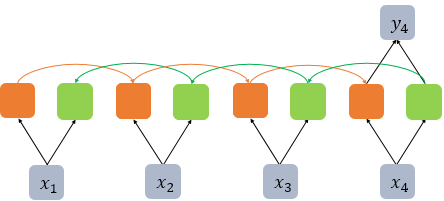 y₄
x₁ x₂ x₃ x₄